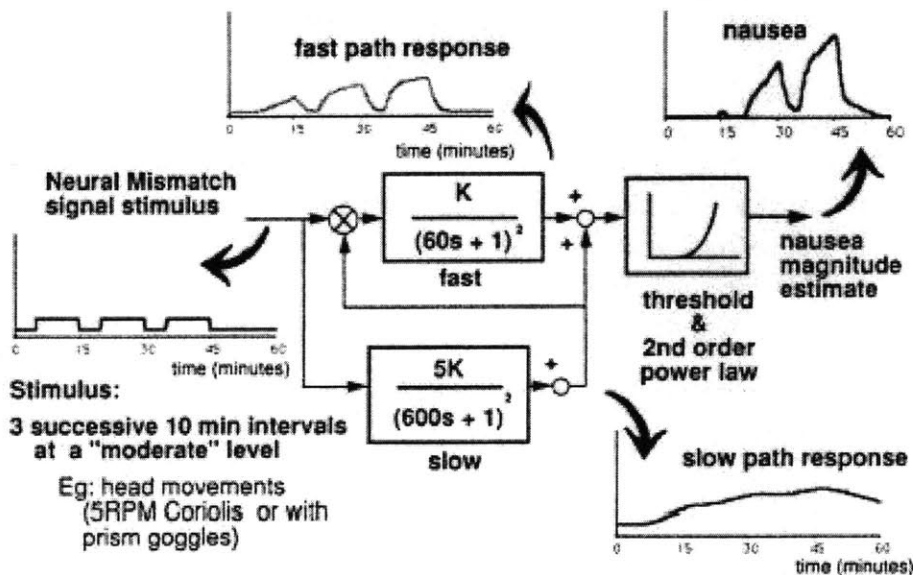 fast path response
0 15 30 45 60
time (minutes)
nausea
0 15 30 45 60
Neural Mismatch
signal stimulus
0 15 30 45 60
time (minutes)
K
(60s + 1)²
fast
+
+
5K
(600s + 1)²
slow
+
threshold
&
2nd order
power law
nausea
magnitude
estimate
Stimulus:
3 successive 10 min intervals
at a "moderate" level
Eg: head movements
(5RPM Coriolis or with
prism goggles)
slow path response
0 15 30 45 60
time (minutes)